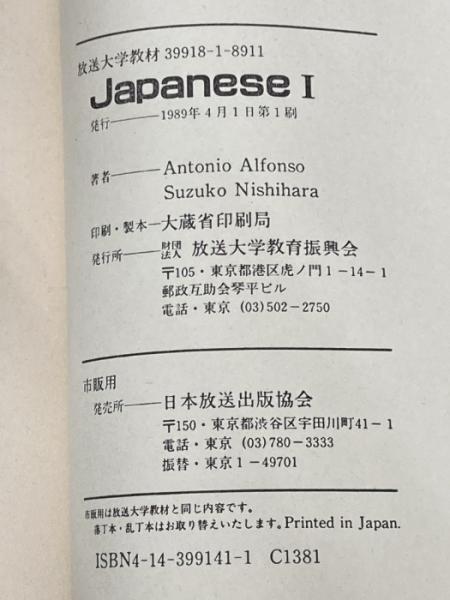 放送大学教材 39918-1-8911
Japanese I
発行――1989年4月1日第1刷
著者――Antonio Alfonso
Suzuko Nishihara
印刷・製本―大蔵省印刷局
発行所―財団法人 放送大学教育振興会
〒105・東京都港区虎ノ門1-14-1
郵政互助会琴平ビル
電話・東京 (03)502-2750
市販用
発売所――日本放送出版協会
〒150・東京都渋谷区宇田川町41-1
電話・東京 (03)780-3333
振替・東京1-49701
市販用は放送大学教材と同じ内容です。
落丁本・乱丁本はお取り替えいたします。Printed in Japan.
ISBN4-14-399141-1 C1381